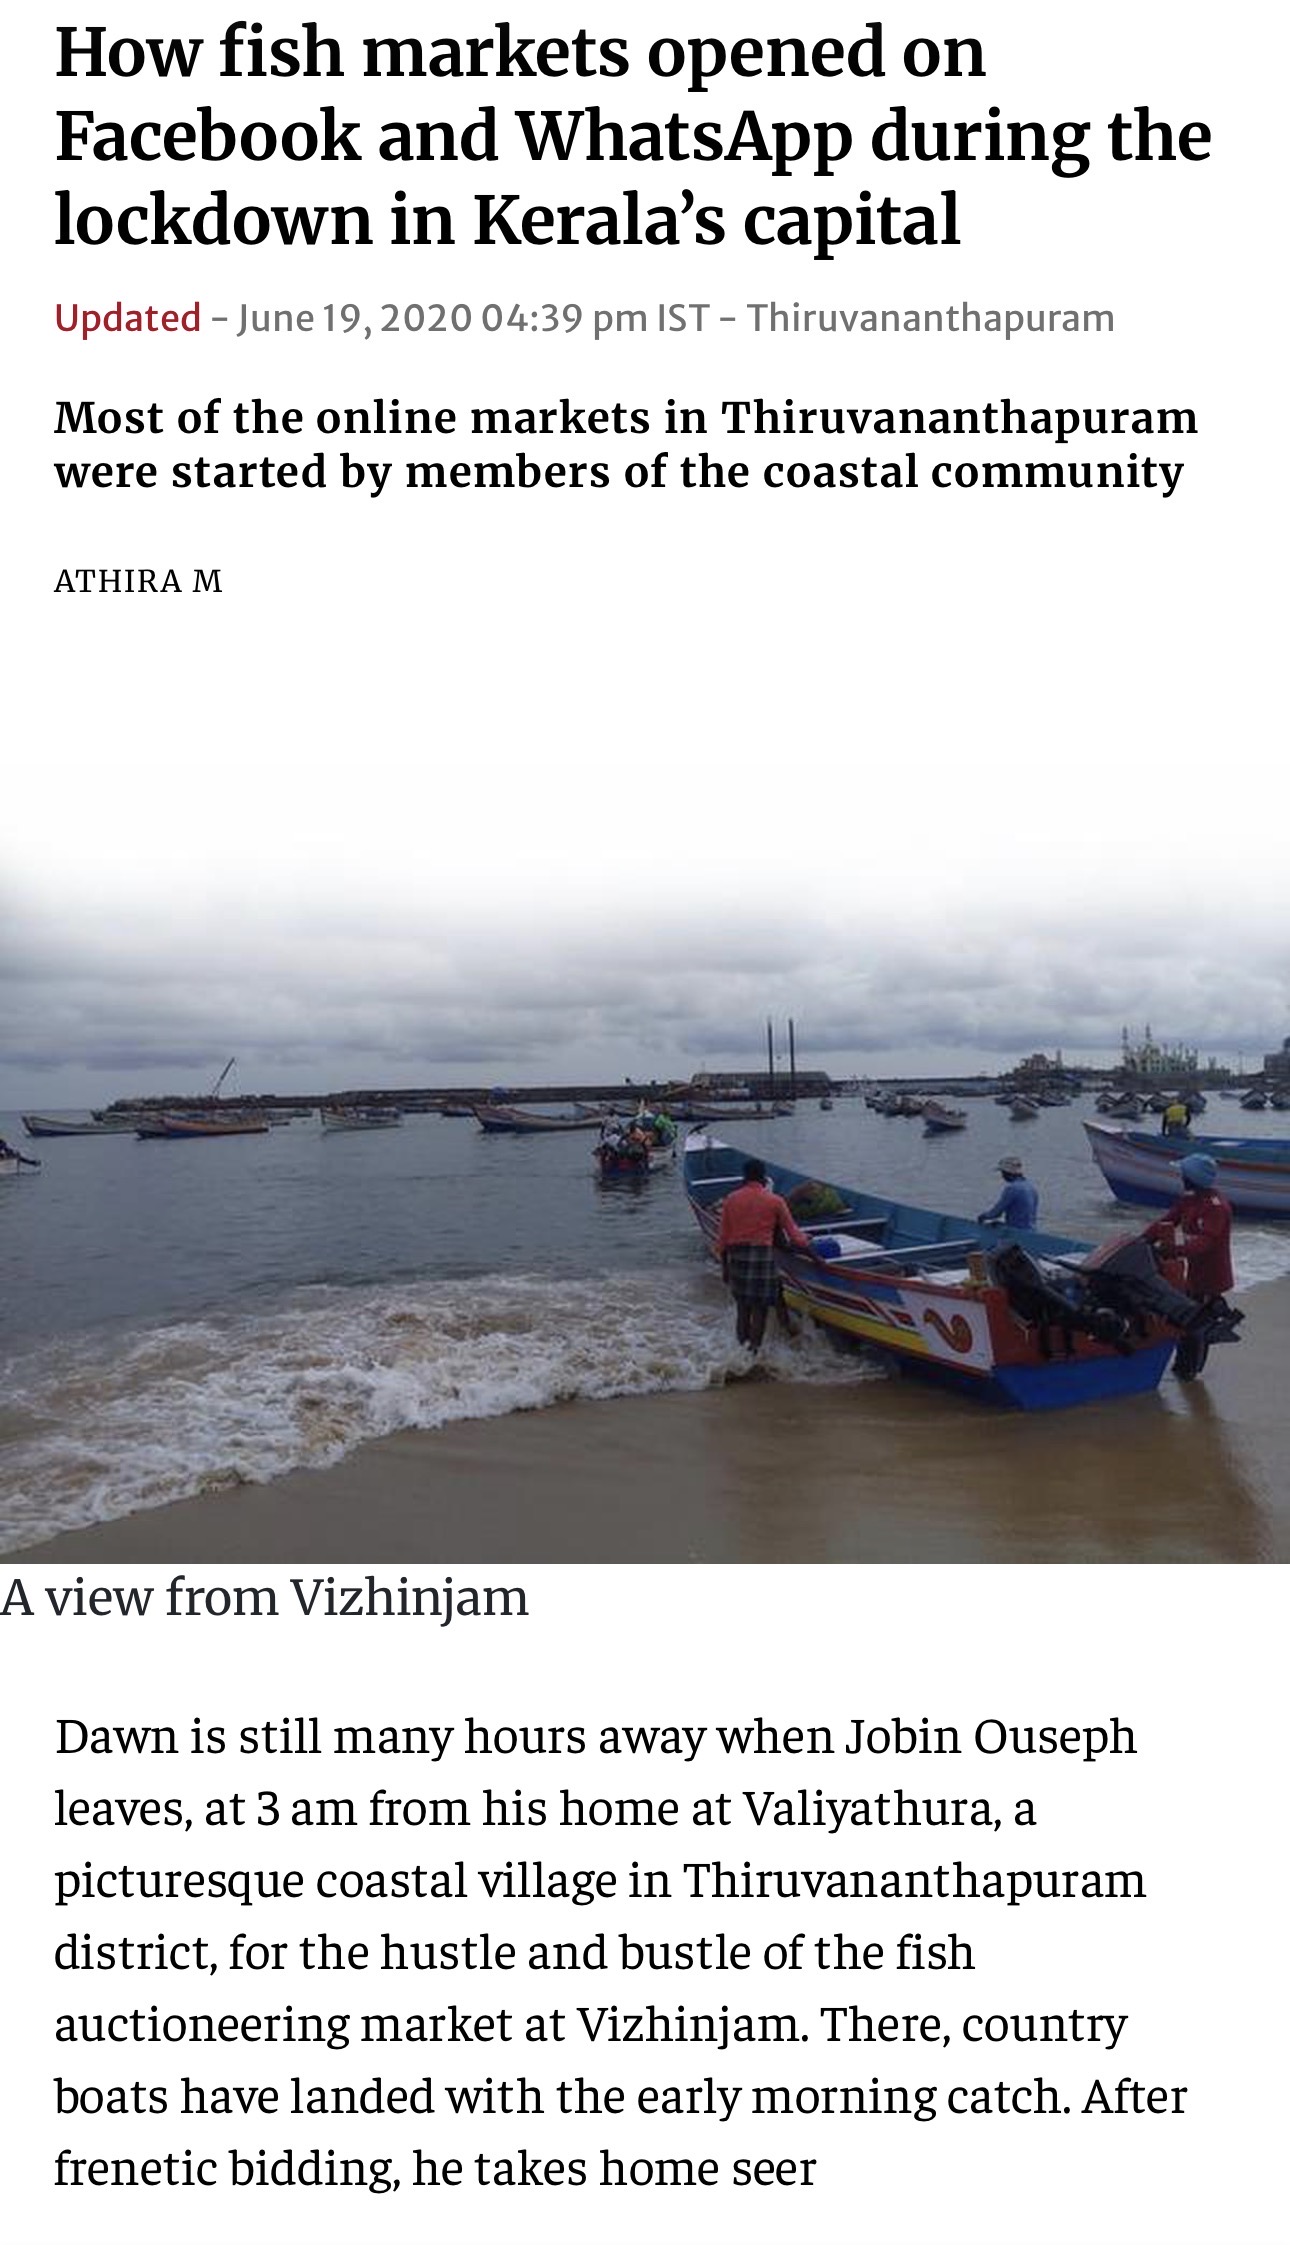 How fish markets opened on
Facebook and WhatsApp during the
lockdown in Kerala’s capital
Updated - June 19, 2020 04:39 pm IST - Thiruvananthapuram
Most of the online markets in Thiruvananthapuram
were started by members of the coastal community
ATHIRA M
A view from Vizhinjam
Dawn is still many hours away when Jobin Ouseph
leaves, at 3 am from his home at Valiyathura, a
picturesque coastal village in Thiruvananthapuram
district, for the hustle and bustle of the fish
auctioneering market at Vizhinjam. There, country
boats have landed with the early morning catch. After
frenetic bidding, he takes home seer